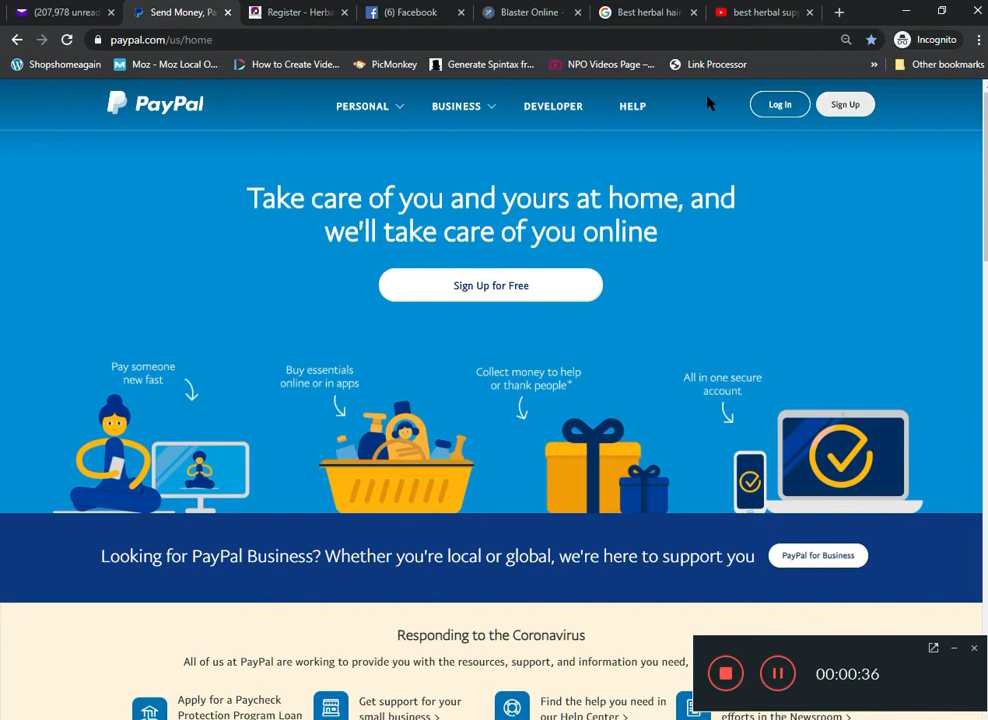 (207,978 unread
Send Money, Pa
Register - Herba
(6) Facebook
Blaster Online -
Best herbal hair
best herbal supp
paypal.com/us/home
Incognito
Shopshomeagain
Moz - Moz Local O...
How to Create Vide...
PicMonkey
Generate Spintax fr...
NPO Videos Page –...
Link Processor
»
Other bookmarks
PayPal
PERSONAL
BUSINESS
DEVELOPER
HELP
Log In
Sign Up
Take care of you and yours at home, and
we'll take care of you online
Sign Up for Free
Pay someone
new fast
Buy essentials
online or in apps
Collect money to help
or thank people*
All in one secure
account
Looking for PayPal Business? Whether you're local or global, we're here to support you
PayPal for Business
Responding to the Coronavirus
All of us at PayPal are working to provide you with the resources, support, and information you need,
Apply for a Paycheck
Protection Program Loan
Get support for your
small business >
Find the help you need in
our Help Center >
efforts in the Newsroom >
00:00:36